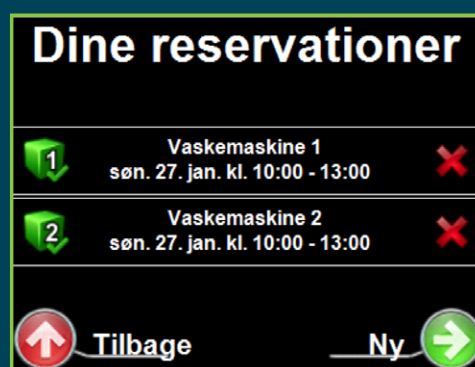 Dine reservationer
1
Vaskemaskine 1
søn. 27. jan. kl. 10:00 - 13:00
2
Vaskemaskine 2
søn. 27. jan. kl. 10:00 - 13:00
Tilbage
Ny